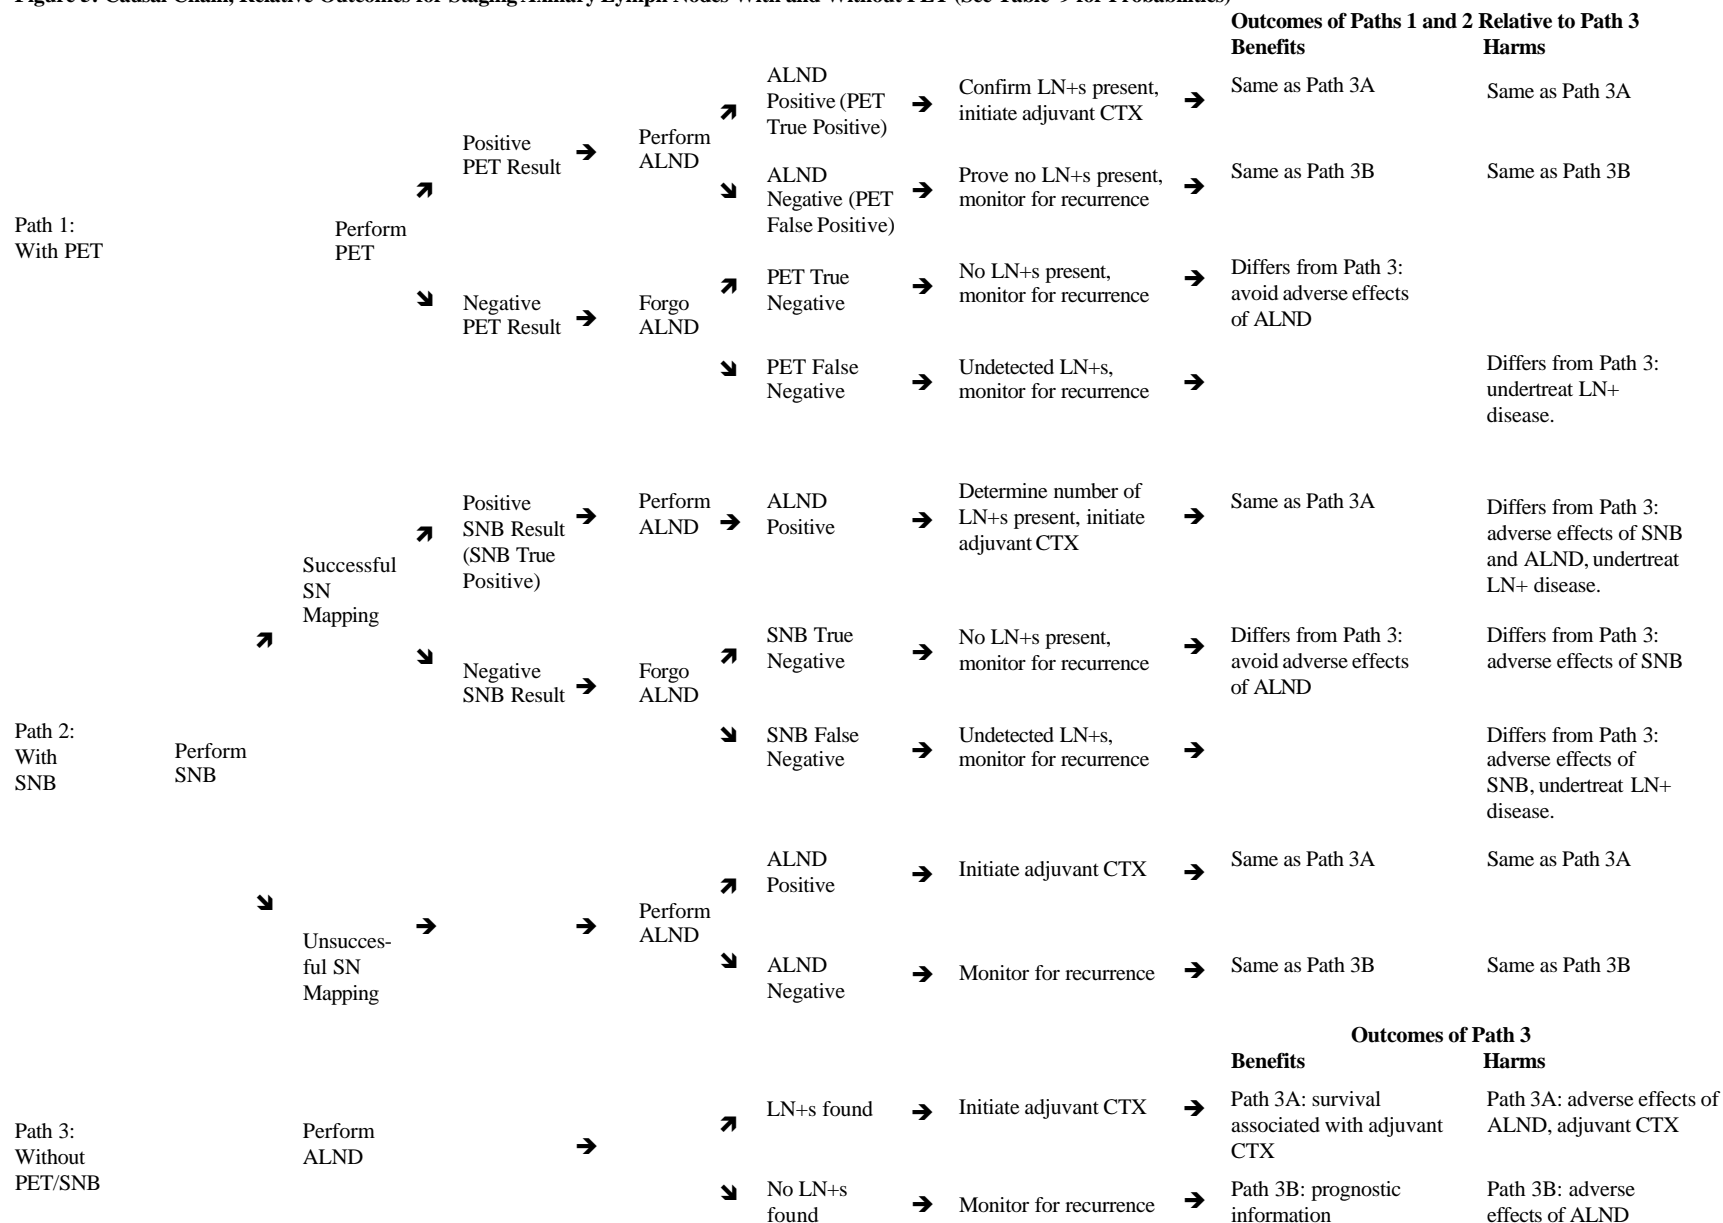 Figure 3: Causal Chain, Relative Outcomes for Staging Axillary Lymph Nodes With and Without PET (See Table 9 for Probabilities)
Outcomes of Paths 1 and 2 Relative to Path 3
Benefits
Harms
Path 1:
With PET
Perform
PET
Positive
PET Result
Perform
ALND
ALND
Positive (PET
True Positive)
Confirm LN+s present,
initiate adjuvant CTX
Same as Path 3A
Same as Path 3A
ALND
Negative (PET
False Positive)
Prove no LN+s present,
monitor for recurrence
Same as Path 3B
Same as Path 3B
Negative
PET Result
Forgo
ALND
PET True
Negative
No LN+s present,
monitor for recurrence
Differs from Path 3:
avoid adverse effects
of ALND
PET False
Negative
Undetected LN+s,
monitor for recurrence
Differs from Path 3:
undertreat LN+
disease.
Path 2:
With
SNB
Perform
SNB
Successful
SN
Mapping
Positive
SNB Result
(SNB True
Positive)
Perform
ALND
ALND
Positive
Determine number of
LN+s present, initiate
adjuvant CTX
Same as Path 3A
Differs from Path 3:
adverse effects of SNB
and ALND, undertreat
LN+ disease.
Negative
SNB Result
Forgo
ALND
SNB True
Negative
No LN+s present,
monitor for recurrence
Differs from Path 3:
avoid adverse effects
of ALND
Differs from Path 3:
adverse effects of SNB
SNB False
Negative
Undetected LN+s,
monitor for recurrence
Differs from Path 3:
adverse effects of
SNB, undertreat LN+
disease.
Unsucces-
ful SN
Mapping
Perform
ALND
ALND
Positive
Initiate adjuvant CTX
Same as Path 3A
Same as Path 3A
ALND
Negative
Monitor for recurrence
Same as Path 3B
Same as Path 3B
Outcomes of Path 3
Benefits
Harms
Path 3:
Without
PET/SNB
Perform
ALND
LN+s found
Initiate adjuvant CTX
Path 3A: survival
associated with adjuvant
CTX
Path 3A: adverse effects of
ALND, adjuvant CTX
No LN+s
found
Monitor for recurrence
Path 3B: prognostic
information
Path 3B: adverse
effects of ALND